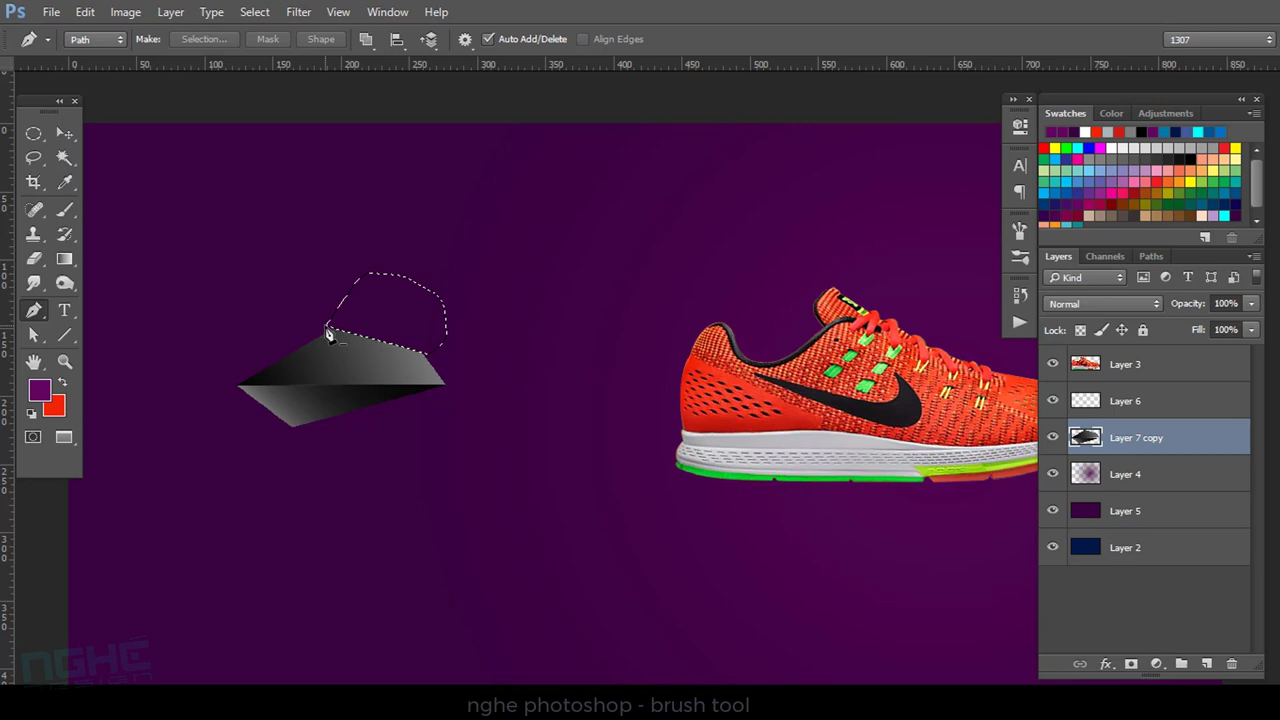 Ps File Edit Image Layer Type Select Filter View Window Help
Path Make: Selection... Mask Shape Auto Add/Delete Align Edges 1307
0 50 100 150 200 250 300 350 400 450 500 550 600 650 700 750 800 850
Swatches Color Adjustments
Layers Channels Paths
Kind
Normal Opacity: 100%
Lock: Fill: 100%
Layer 3
Layer 6
Layer 7 copy
Layer 4
Layer 5
Layer 2
NGHỀ
nghe photoshop - brush tool